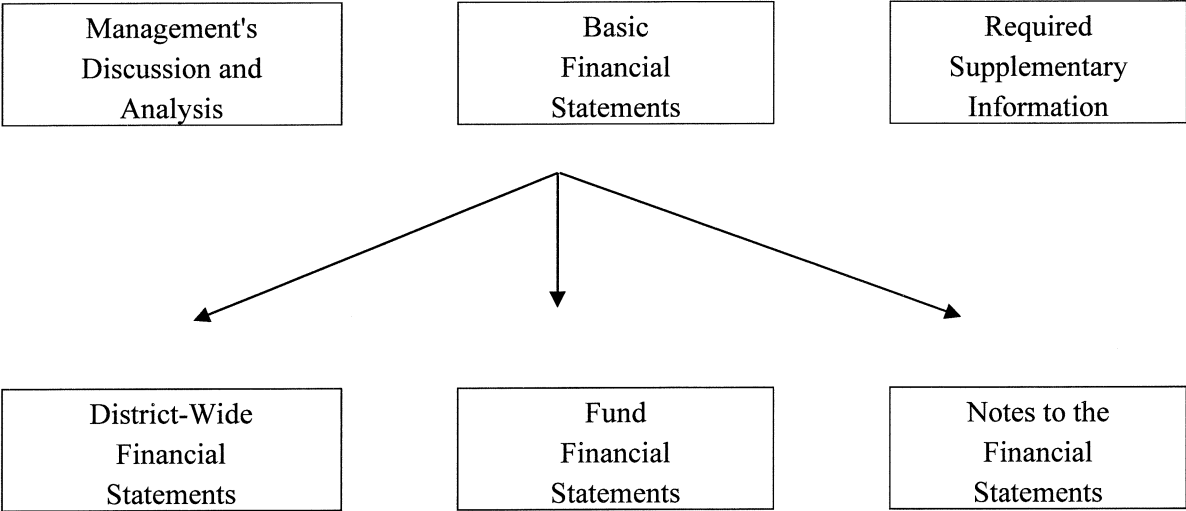 Management's
Discussion and
Analysis
Basic
Financial
Statements
Required
Supplementary
Information
District-Wide
Financial
Statements
Fund
Financial
Statements
Notes to the
Financial
Statements